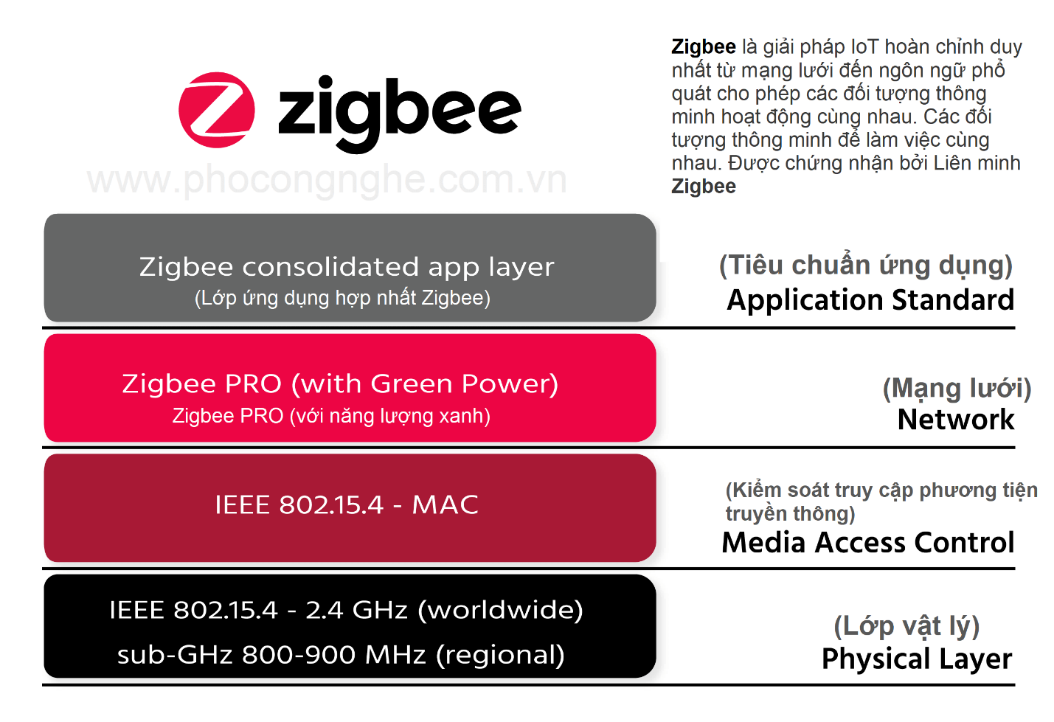 Zigbee là giải pháp IoT hoàn chỉnh duy
nhất từ mạng lưới đến ngôn ngữ phổ
quát cho phép các đối tượng thông
minh hoạt động cùng nhau. Các đối
tượng thông minh để làm việc cùng
nhau. Được chứng nhận bởi Liên minh
Zigbee
zigbee
www.phocongnghe.com.vn
Zigbee consolidated app layer
(Lớp ứng dụng hợp nhất Zigbee)
(Tiêu chuẩn ứng dụng)
Application Standard
Zigbee PRO (with Green Power)
Zigbee PRO (với năng lượng xanh)
(Mạng lưới)
Network
IEEE 802.15.4 - MAC
(Kiểm soát truy cập phương tiện
truyền thông)
Media Access Control
IEEE 802.15.4 - 2.4 GHz (worldwide)
sub-GHz 800-900 MHz (regional)
(Lớp vật lý)
Physical Layer